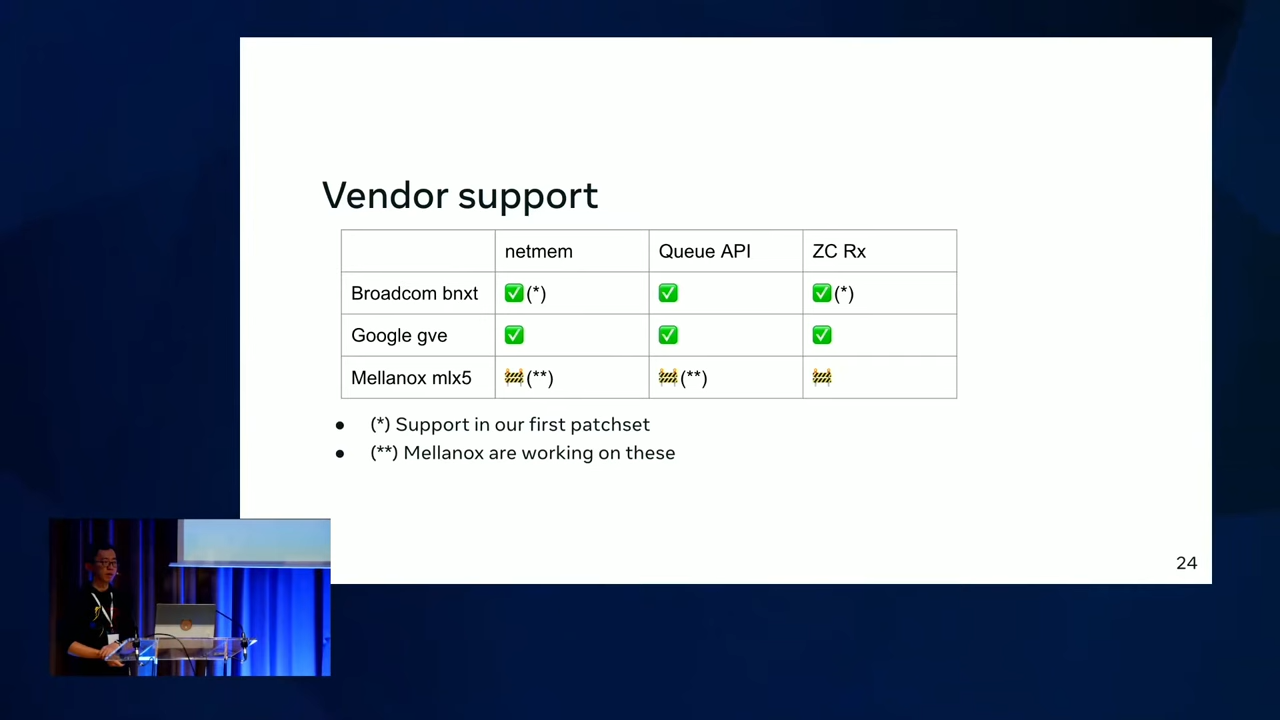 Vendor support
netmem Queue API ZC Rx
Broadcom bnxt ✅(*) ✅ ✅(*)
Google gve ✅ ✅ ✅
Mellanox mlx5 🚧(**) 🚧(**) 🚧
● (*) Support in our first patchset
● (**) Mellanox are working on these
24